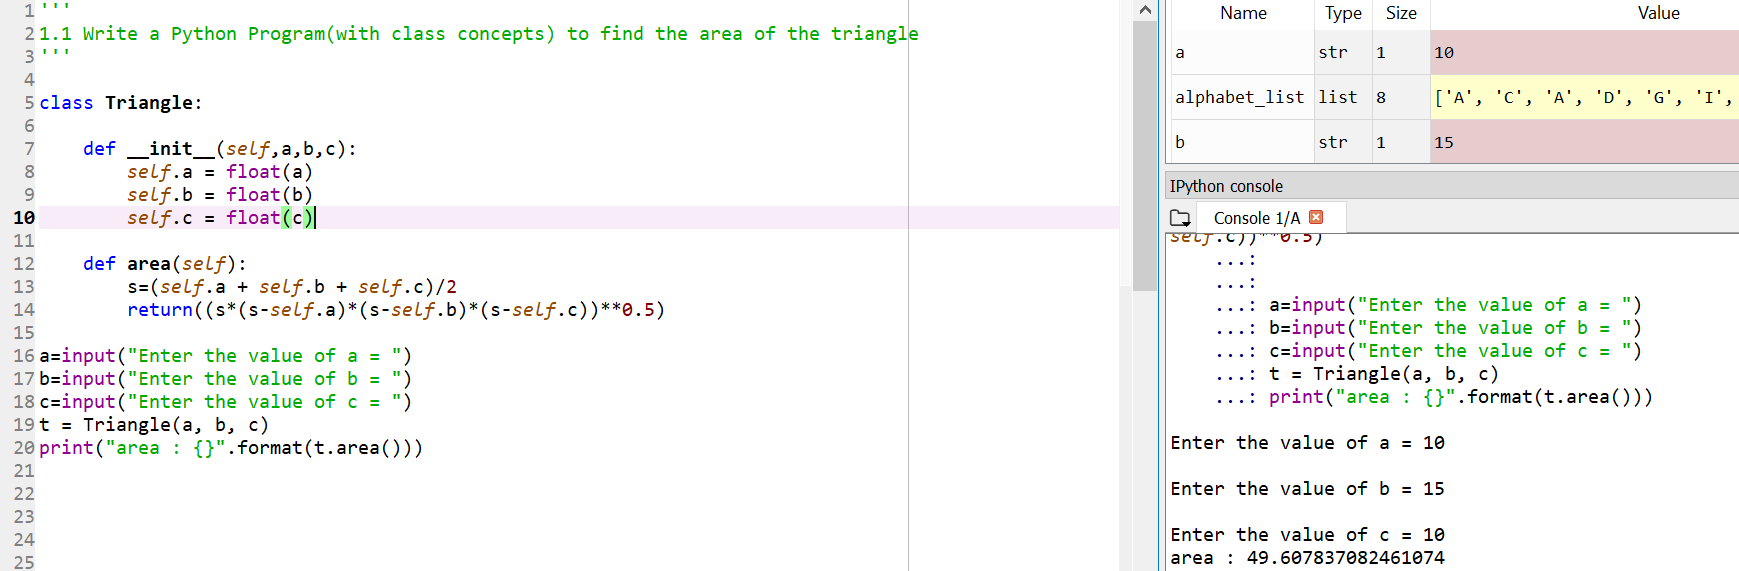 1 '''
2 1.1 Write a Python Program(with class concepts) to find the area of the triangle
3 '''
4
5 class Triangle:
6
7     def __init__(self,a,b,c):
8         self.a = float(a)
9         self.b = float(b)
10         self.c = float(c)
11
12     def area(self):
13         s=(self.a + self.b + self.c)/2
14         return((s*(s-self.a)*(s-self.b)*(s-self.c))**0.5)
15
16 a=input("Enter the value of a = ")
17 b=input("Enter the value of b = ")
18 c=input("Enter the value of c = ")
19 t = Triangle(a, b, c)
20 print("area : {}".format(t.area()))
21
22
23
24
25
Name Type Size Value
a str 1 10
alphabet_list list 8 ['A', 'C', 'A', 'D', 'G', 'I',
b str 1 15
IPython console
Console 1/A
self.c))**0.5)
...:
...:
...: a=input("Enter the value of a = ")
...: b=input("Enter the value of b = ")
...: c=input("Enter the value of c = ")
...: t = Triangle(a, b, c)
...: print("area : {}".format(t.area()))
Enter the value of a = 10
Enter the value of b = 15
Enter the value of c = 10
area : 49.607837082461074